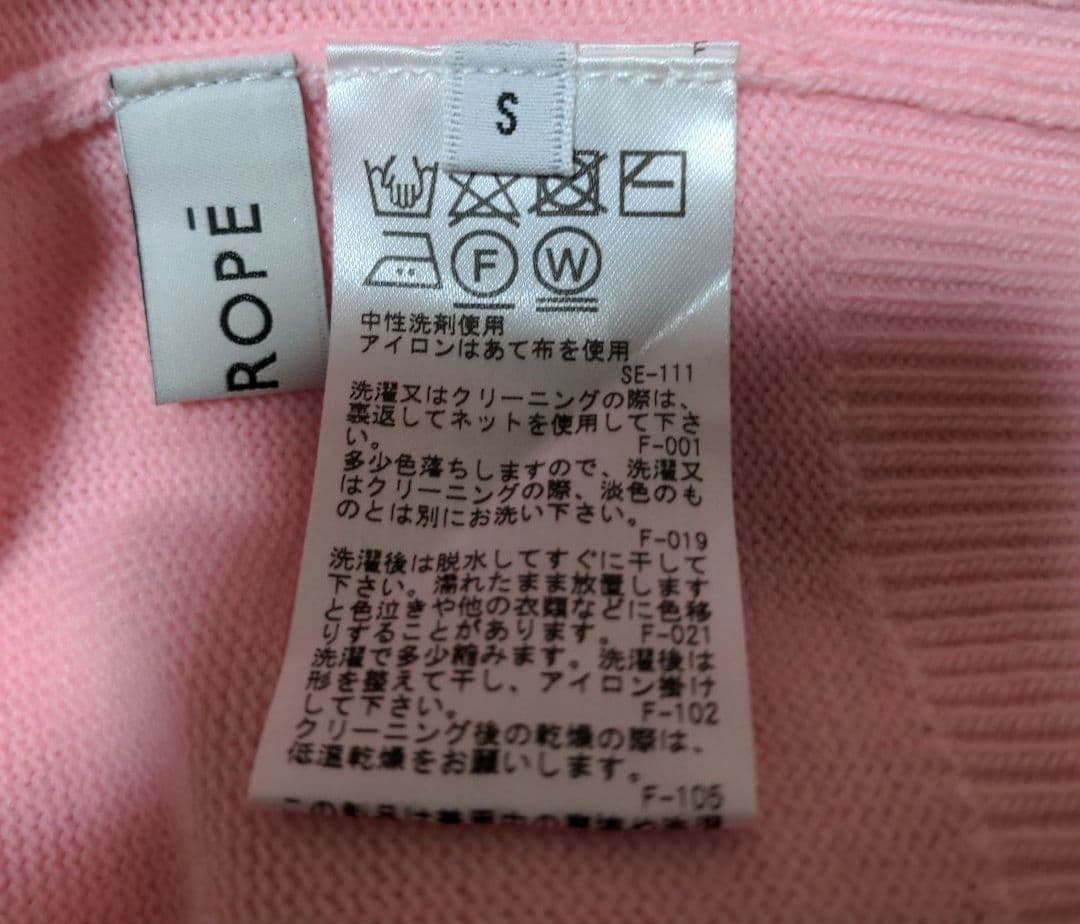 ROPÉ
S
F
W
中性洗剤使用
アイロンはあて布を使用
SE-111
洗濯又はクリーニングの際は、
裏返してネットを使用して下さ
い。
F-001
多少色落ちしますので、洗濯又
はクリーニングの際、淡色のも
のとは別にお洗い下さい。
F-019
洗濯後は脱水してすぐに干して
下さい。濡れたまま放置します
と色泣きや他の衣類などに色移
りすることがあります。 F-021
洗濯で多少縮みます。洗濯後は
形を整えて干し、アイロン掛け
して下さい。
F-102
クリーニング後の乾燥の際は、
低温乾燥をお願いします。
F-105